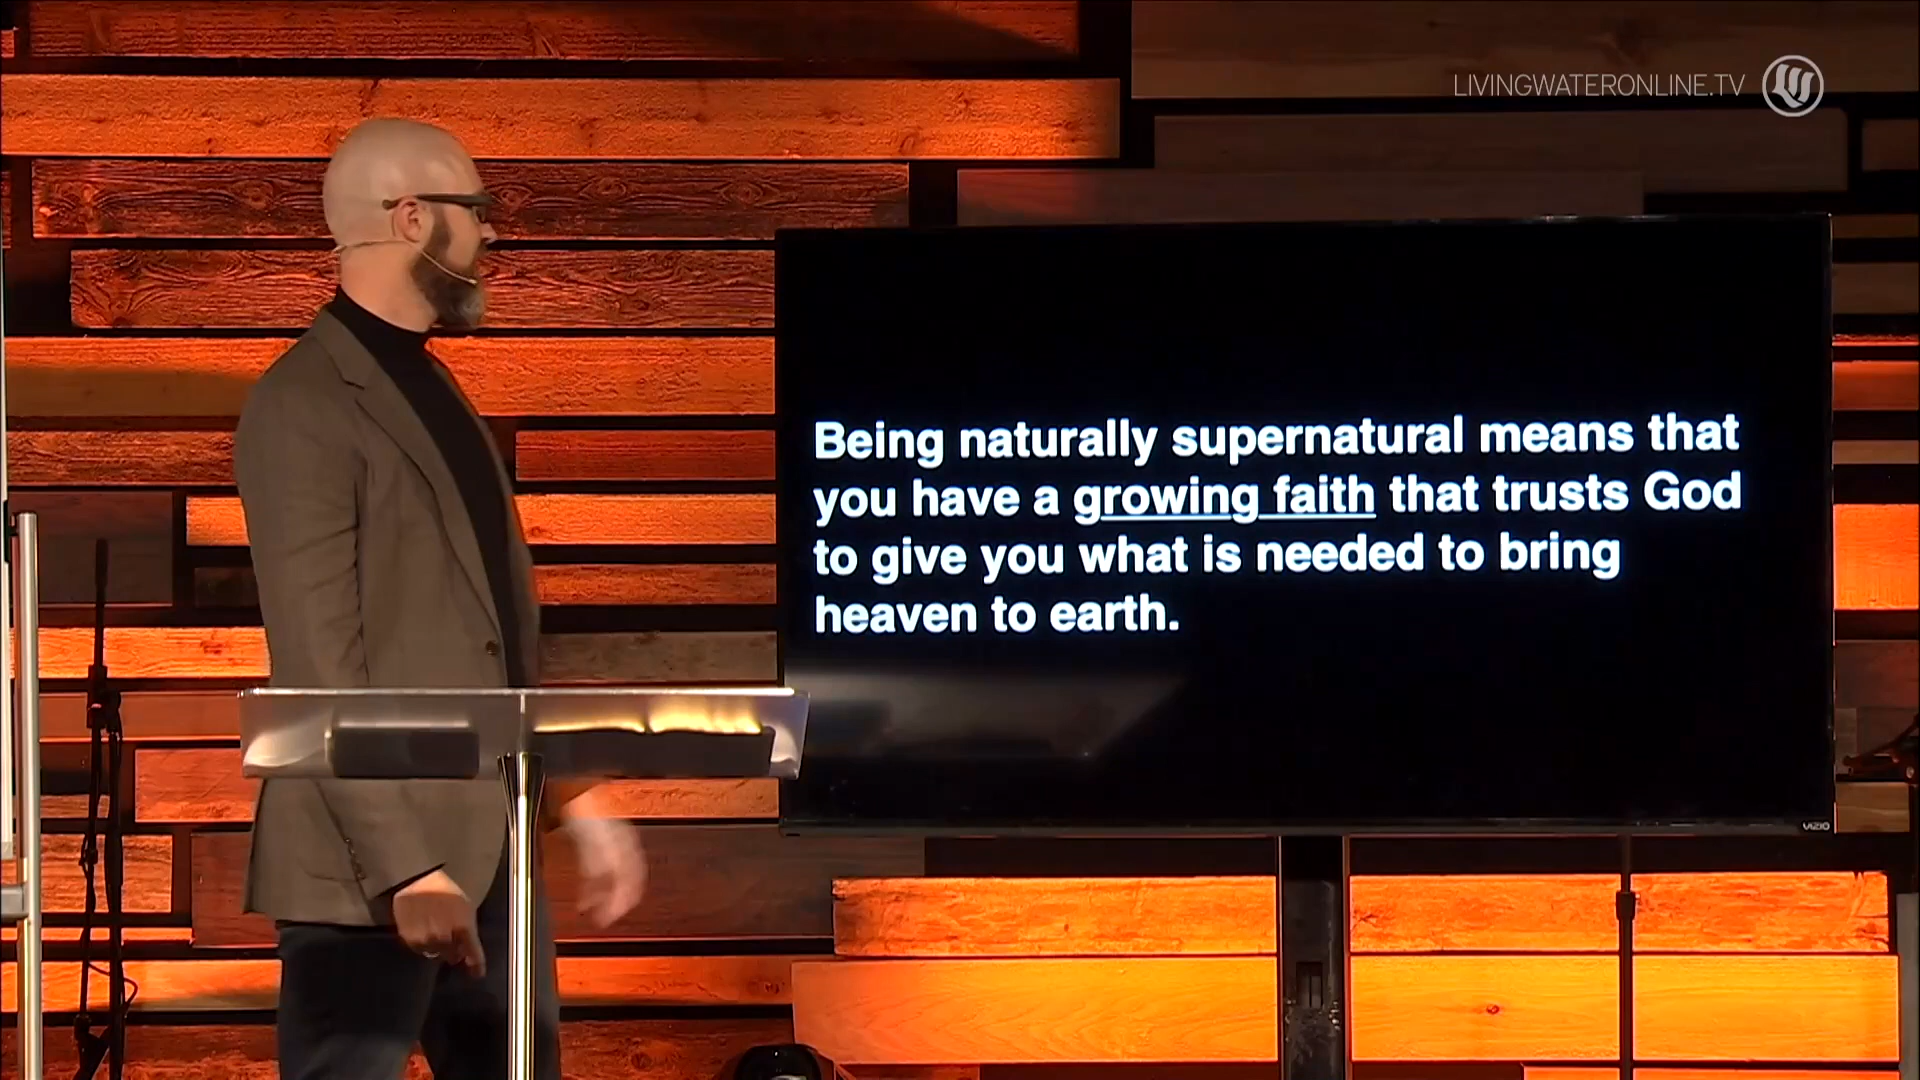 LIVINGWATERONLINE.TV
Being naturally supernatural means that
you have a growing faith that trusts God
to give you what is needed to bring
heaven to earth.
VIZIO